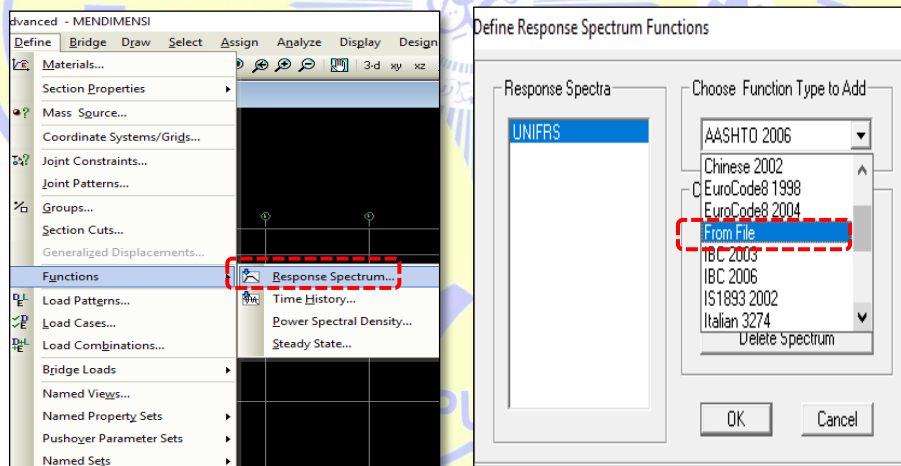 dvanced - MENDIMENSI
Define Bridge Draw Select Assign Analyze Display Design
Materials...
3-d xy xz
Section Properties
Mass Source...
Coordinate Systems/Grids...
Joint Constraints...
Joint Patterns...
Groups...
Section Cuts...
Generalized Displacements...
Functions
Response Spectrum...
Load Patterns...
Time History...
Load Cases...
Power Spectral Density...
Load Combinations...
Steady State...
Bridge Loads
Named Views...
Named Property Sets
Pushover Parameter Sets
Named Sets
Define Response Spectrum Functions
Response Spectra
UNIFRS
Choose Function Type to Add
AASHTO 2006
Chinese 2002
EuroCode8 1998
EuroCode8 2004
From File
IBC 2003
IBC 2006
IS1893 2002
Italian 3274
Delete Spectrum
OK Cancel